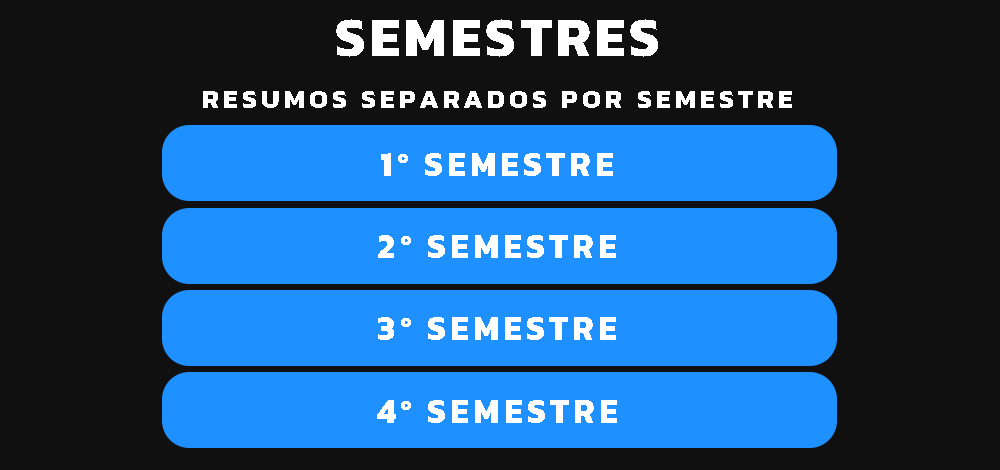 SEMESTRES
RESUMOS SEPARADOS POR SEMESTRE
1° SEMESTRE
2° SEMESTRE
3° SEMESTRE
4° SEMESTRE